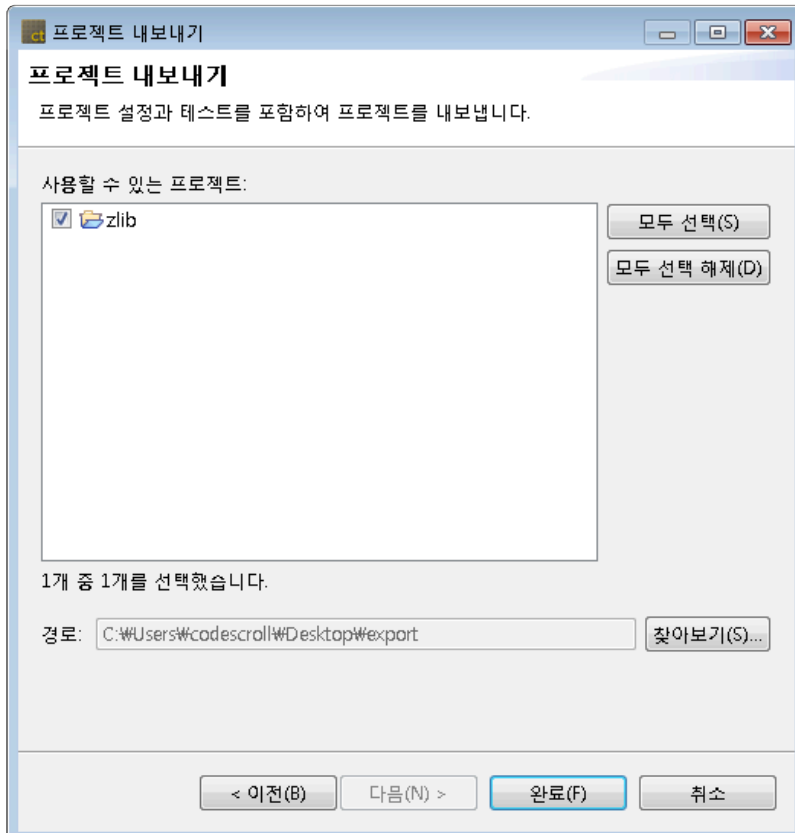 ct 프로젝트 내보내기
프로젝트 내보내기
프로젝트 설정과 테스트를 포함하여 프로젝트를 내보냅니다.
사용할 수 있는 프로젝트:
zlib
모두 선택(S)
모두 선택 해제(D)
1개 중 1개를 선택했습니다.
경로: C:₩Users₩codescroll₩Desktop₩export 찾아보기(S)...
< 이전(B) 다음(N) > 완료(F) 취소